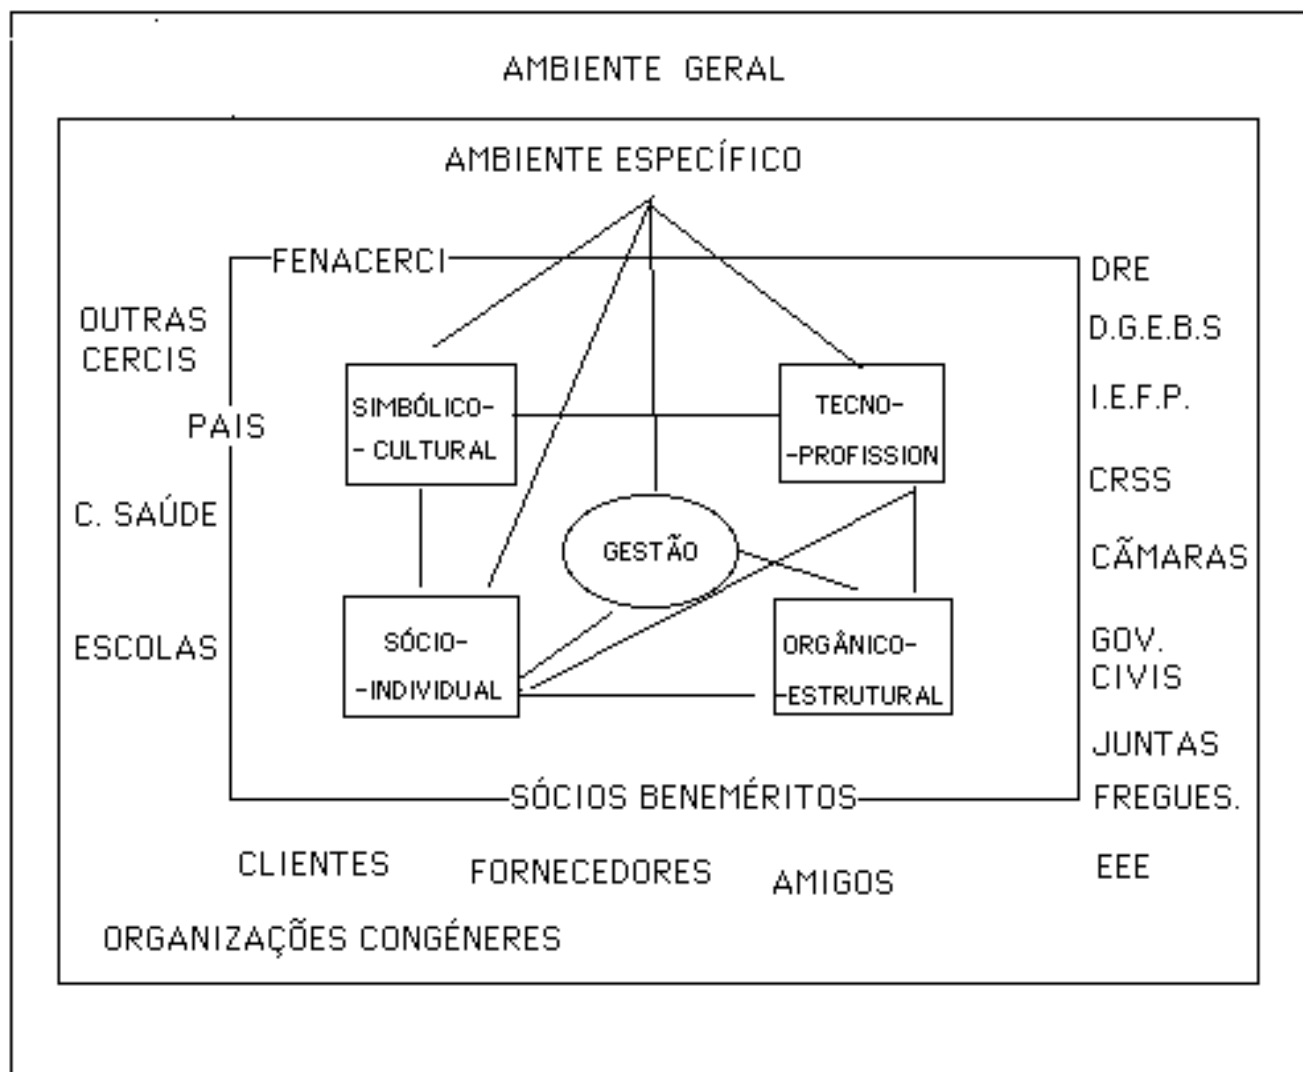 AMBIENTE GERAL
AMBIENTE ESPECÍFICO
FENACERCI
DRE
OUTRAS
CERCIS
D.G.E.B.S
PAIS
SIMBÓLICO-
- CULTURAL
TECNO-
-PROFISSION
I.E.F.P.
C. SAÚDE
CRSS
GESTÃO
CÃMARAS
ESCOLAS
SÓCIO-
-INDIVIDUAL
ORGÂNICO-
-ESTRUTURAL
GOV.
CIVIS
JUNTAS
FREGUES.
SÓCIOS BENEMÉRITOS
CLIENTES
FORNECEDORES
AMIGOS
EEE
ORGANIZAÇÕES CONGÉNERES